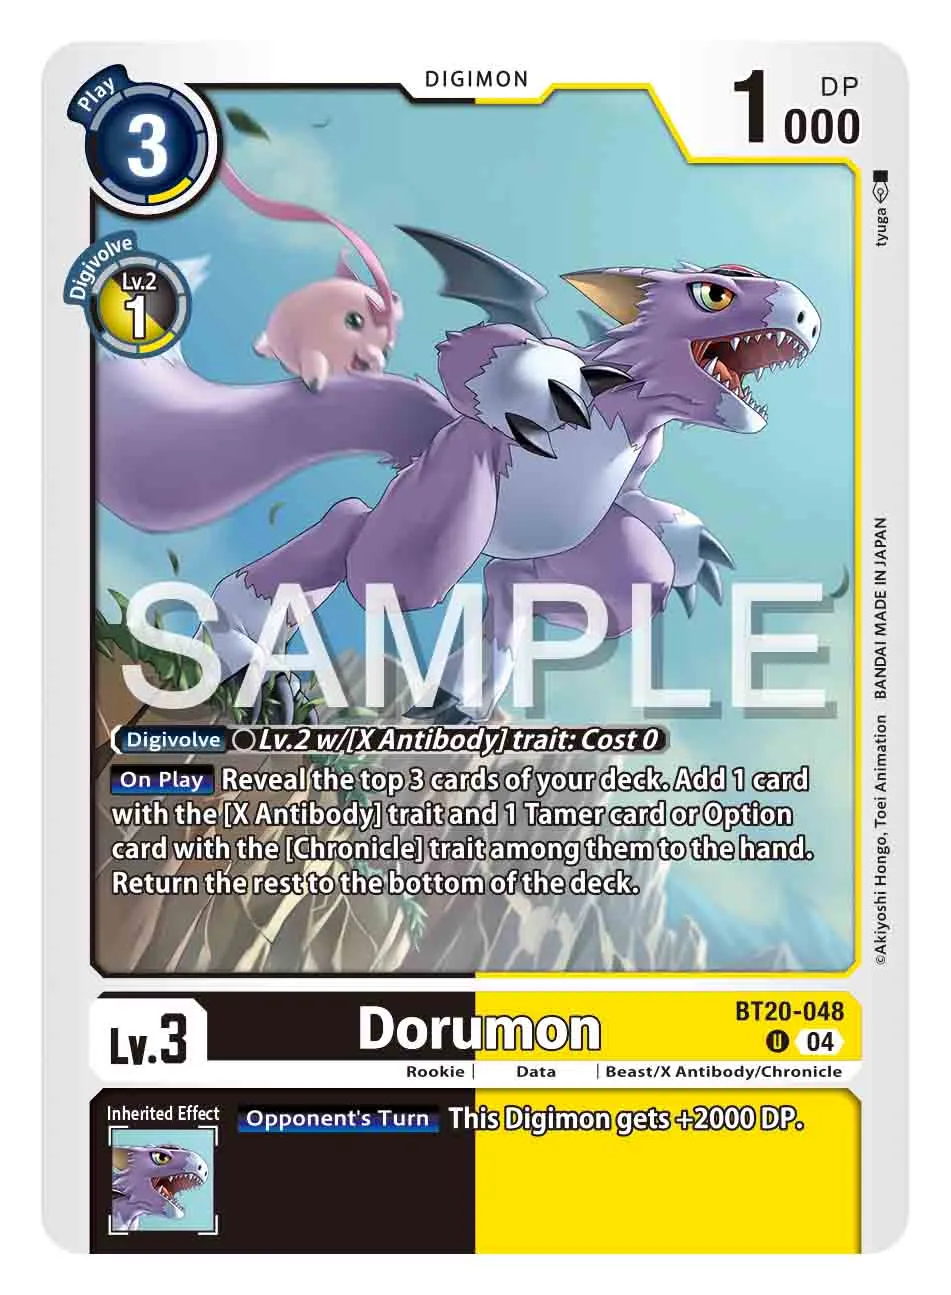 DIGIMON
Play
3
DP
1000
Digivolve
Lv.2
1
tyuga
SAMPLE
Digivolve Lv.2 w/[X Antibody] trait: Cost 0
On Play Reveal the top 3 cards of your deck. Add 1 card
with the [X Antibody] trait and 1 Tamer card or Option
card with the [Chronicle] trait among them to the hand.
Return the rest to the bottom of the deck.
©Akiyoshi Hongo, Toei Animation BANDAI MADE IN JAPAN
Lv.3
Dorumon
BT20-048
U 04
Rookie | Data | Beast/X Antibody/Chronicle
Inherited Effect
Opponent's Turn This Digimon gets +2000 DP.